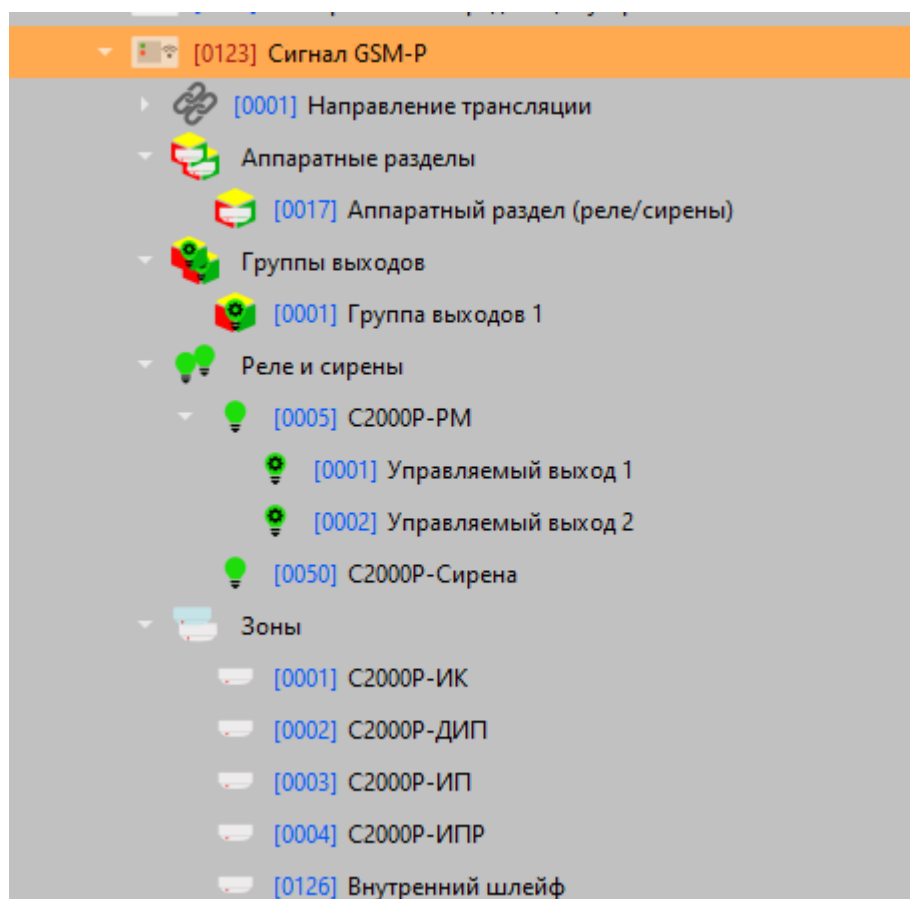 [0123] Сигнал GSM-P
[0001] Направление трансляции
Аппаратные разделы
[0017] Аппаратный раздел (реле/сирены)
Группы выходов
[0001] Группа выходов 1
Реле и сирены
[0005] С2000Р-РМ
[0001] Управляемый выход 1
[0002] Управляемый выход 2
[0050] С2000Р-Сирена
Зоны
[0001] С2000Р-ИК
[0002] С2000Р-ДИП
[0003] С2000Р-ИП
[0004] С2000Р-ИПР
[0126] Внутренний шлейф